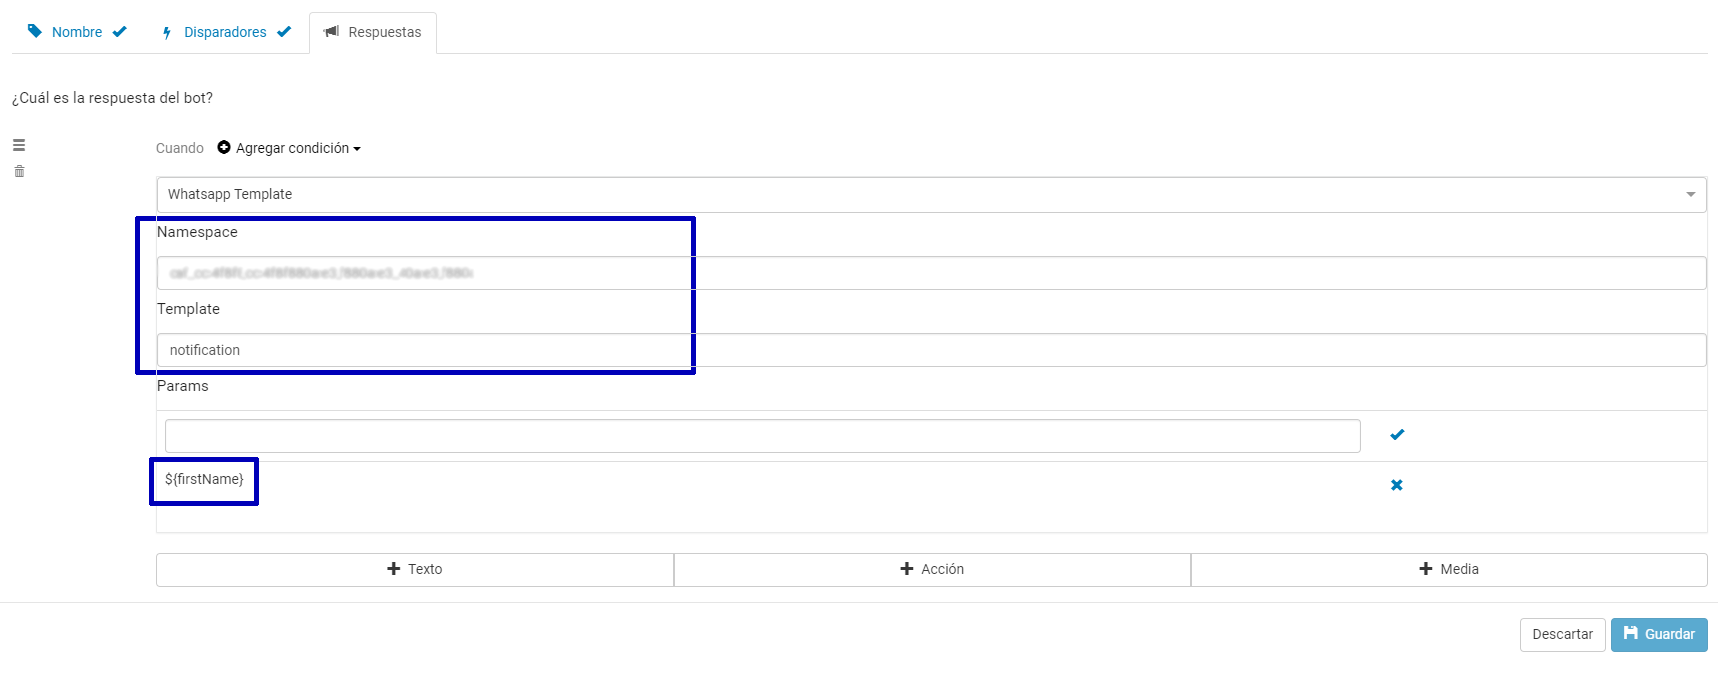 Nombre Disparadores Respuestas
¿Cuál es la respuesta del bot?
Cuando Agregar condición
Whatsapp Template
Namespace
Template
notification
Params
${firstName}
Texto Acción Media
Descartar Guardar